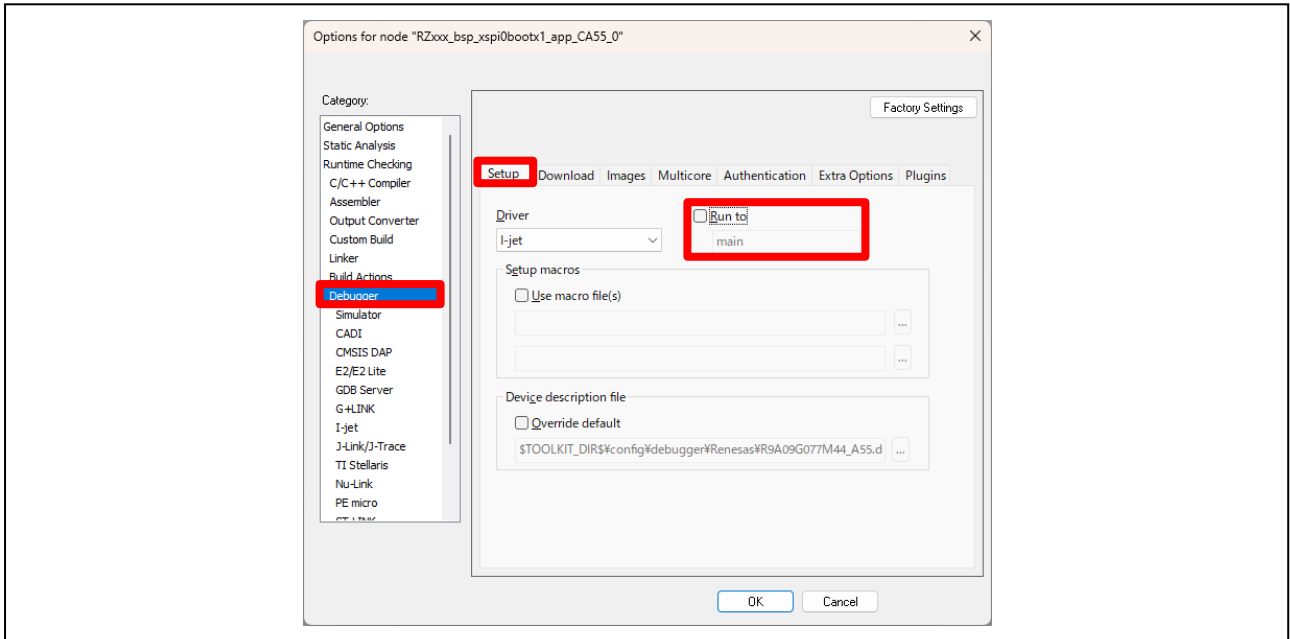 Options for node "RZxxx_bsp_xspi0bootx1_app_CA55_0"
Category:
General Options
Static Analysis
Runtime Checking
C/C++ Compiler
Assembler
Output Converter
Custom Build
Linker
Build Actions
Debugger
Simulator
CADI
CMSIS DAP
E2/E2 Lite
GDB Server
G+LINK
I-jet
J-Link/J-Trace
TI Stellaris
Nu-Link
PE micro
ST-LINK
Factory Settings
Setup Download Images Multicore Authentication Extra Options Plugins
Driver
I-jet
Run to
main
Setup macros
Use macro file(s)
...
...
Device description file
Override default
$TOOLKIT_DIR$¥config¥debugger¥Renesas¥R9A09G077M44_A55.d
...
OK Cancel